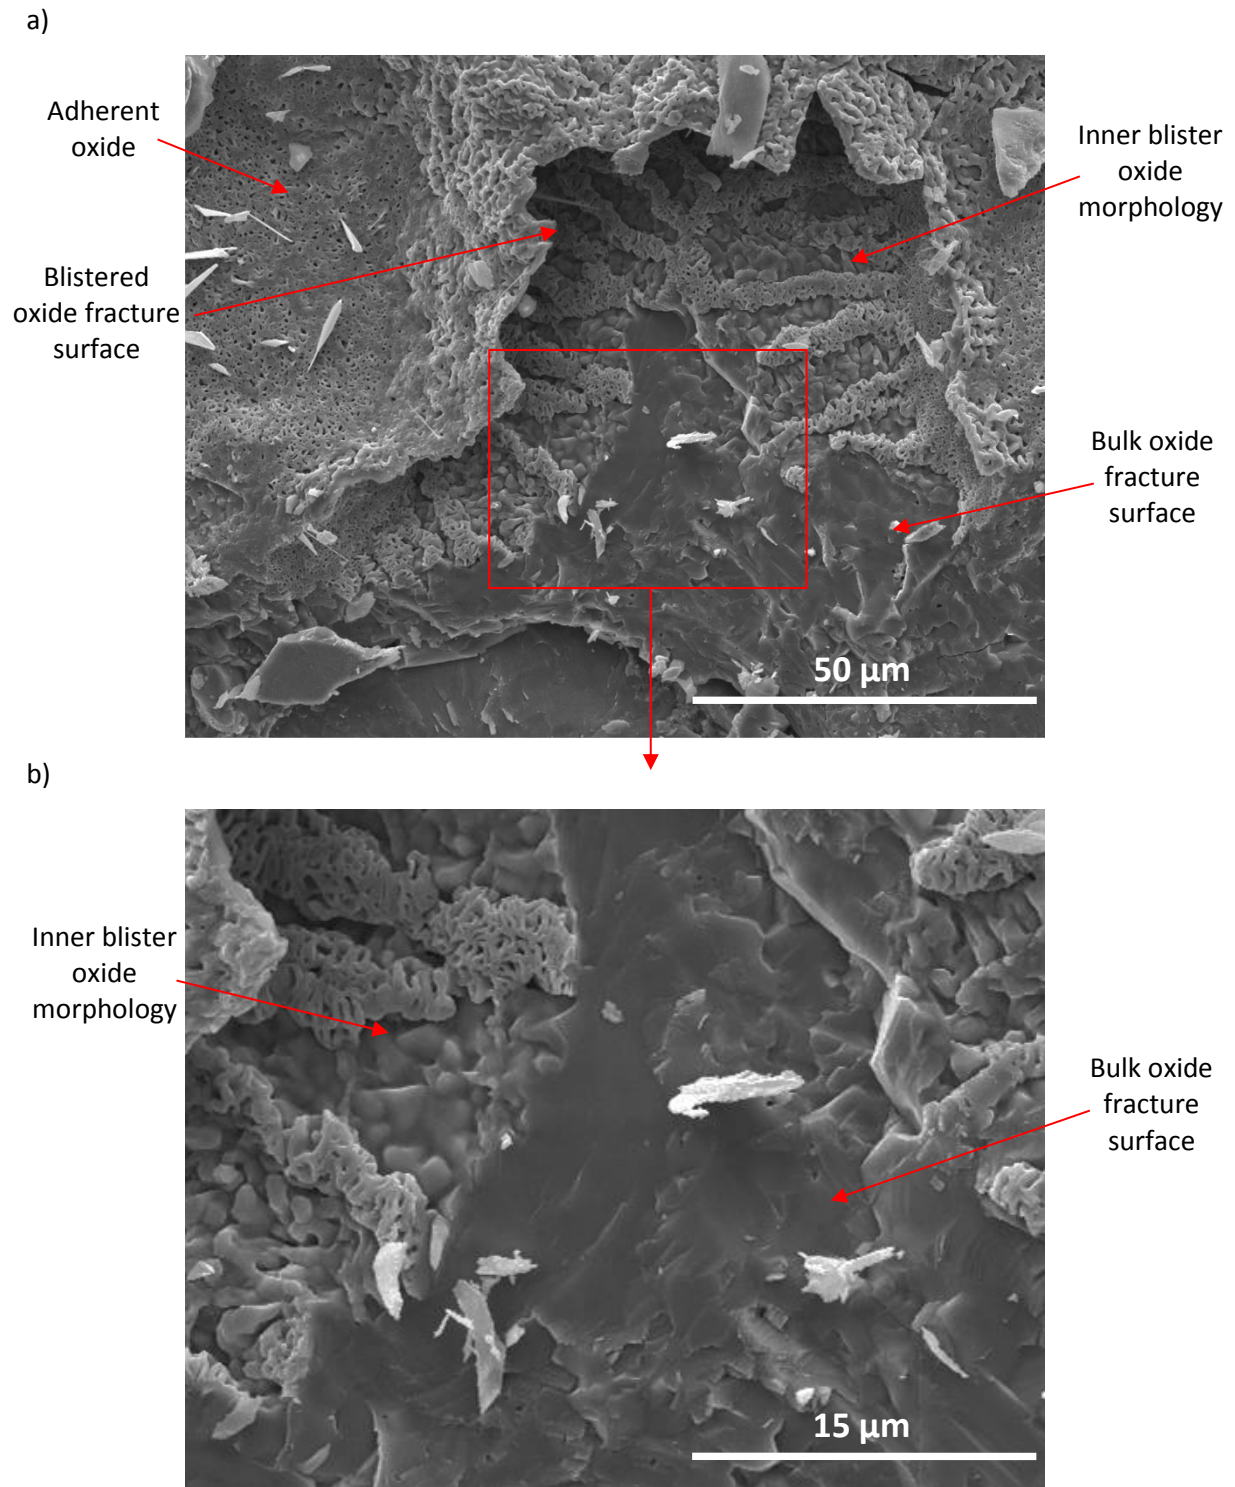 a)
Adherent
oxide
Inner blister
oxide
morphology
Blistered
oxide fracture
surface
Bulk oxide
fracture
surface
50 µm
b)
Inner blister
oxide
morphology
Bulk oxide
fracture
surface
15 µm